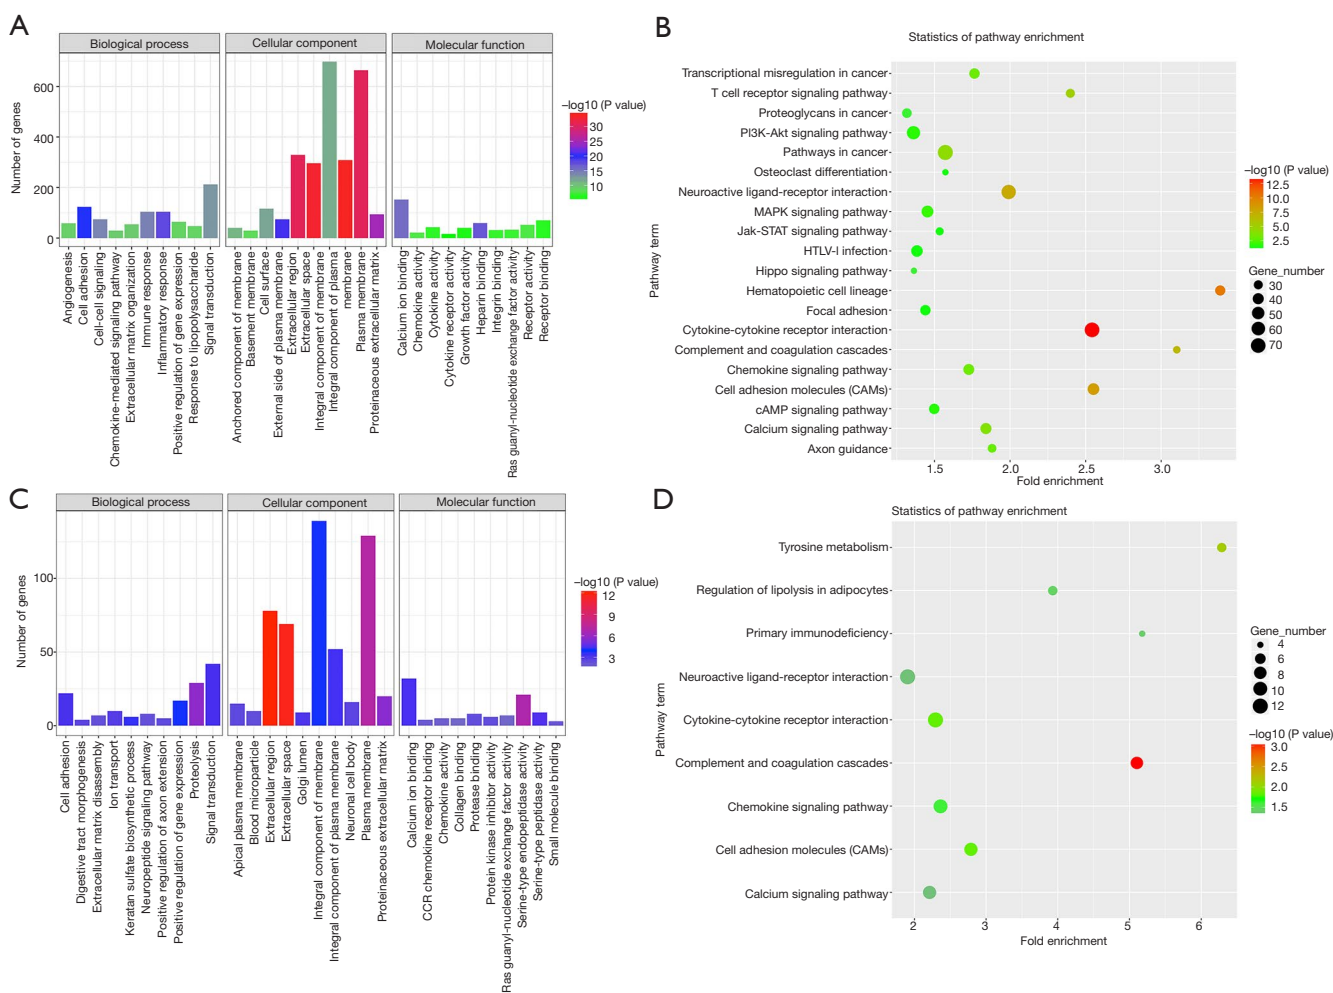 A
Biological process
Cellular component
Molecular function
Number of genes
600
400
200
0
–log10 (P value)
30
25
20
15
10
Angiogenesis
Cell adhesion
Cell-cell signaling
Chemokine-mediated signaling pathway
Extracellular matrix organization
Immune response
Inflammatory response
Positive regulation of gene expression
Response to lipopolysaccharide
Signal transduction
Anchored component of membrane
Basement membrane
Cell surface
External side of plasma membrane
Extracellular region
Extracellular space
Integral component of membrane
Integral component of plasma
membrane
Plasma membrane
Proteinaceous extracellular matrix
Calcium ion binding
Chemokine activity
Cytokine activity
Cytokine receptor activity
Growth factor activity
Heparin binding
Integrin binding
Ras guanyl-nucleotide exchange factor activity
Receptor activity
Receptor binding
B
Statistics of pathway enrichment
Pathway term
Transcriptional misregulation in cancer
T cell receptor signaling pathway
Proteoglycans in cancer
PI3K-Akt signaling pathway
Pathways in cancer
Osteoclast differentiation
Neuroactive ligand-receptor interaction
MAPK signaling pathway
Jak-STAT signaling pathway
HTLV-I infection
Hippo signaling pathway
Hematopoietic cell lineage
Focal adhesion
Cytokine-cytokine receptor interaction
Complement and coagulation cascades
Chemokine signaling pathway
Cell adhesion molecules (CAMs)
cAMP signaling pathway
Calcium signaling pathway
Axon guidance
1.5
2.0
2.5
3.0
Fold enrichment
–log10 (P value)
12.5
10.0
7.5
5.0
2.5
Gene_number
30
40
50
60
70
C
Biological process
Cellular component
Molecular function
Number of genes
100
50
0
–log10 (P value)
12
9
6
3
Cell adhesion
Digestive tract morphogenesis
Extracellular matrix disassembly
Ion transport
Keratan sulfate biosynthetic process
Neuropeptide signaling pathway
Positive regulation of axon extension
Positive regulation of gene expression
Proteolysis
Signal transduction
Apical plasma membrane
Blood microparticle
Extracellular region
Extracellular space
Golgi lumen
Integral component of membrane
Integral component of plasma membrane
Neuronal cell body
Plasma membrane
Proteinaceous extracellular matrix
Calcium ion binding
CCR chemokine receptor binding
Chemokine activity
Collagen binding
Protease binding
Protein kinase inhibitor activity
Ras guanyl-nucleotide exchange factor activity
Serine-type endopeptidase activity
Serine-type peptidase activity
Small molecule binding
D
Statistics of pathway enrichment
Pathway term
Tyrosine metabolism
Regulation of lipolysis in adipocytes
Primary immunodeficiency
Neuroactive ligand-receptor interaction
Cytokine-cytokine receptor interaction
Complement and coagulation cascades
Chemokine signaling pathway
Cell adhesion molecules (CAMs)
Calcium signaling pathway
2
3
4
5
6
Fold enrichment
Gene_number
4
6
8
10
12
–log10 (P value)
3.0
2.5
2.0
1.5